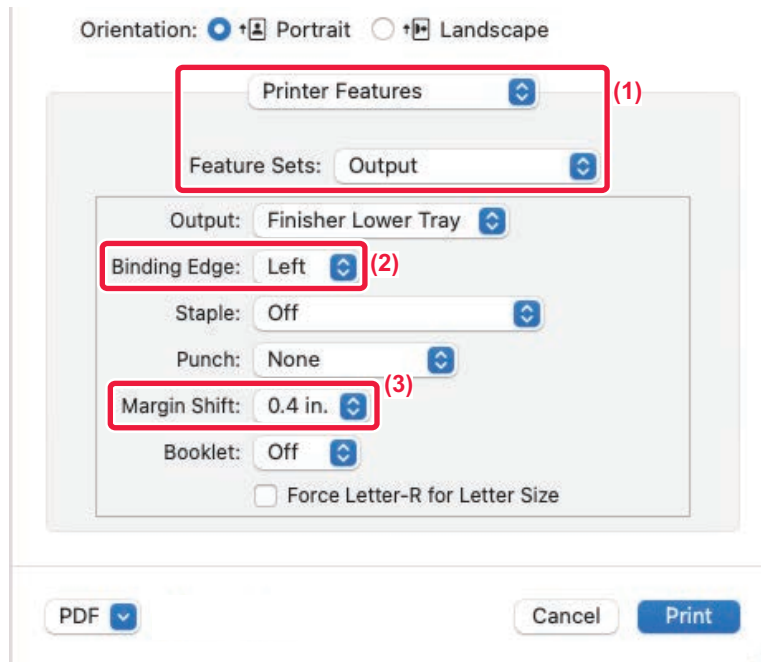 Orientation: Portrait Landscape
Printer Features (1)
Feature Sets: Output
Output: Finisher Lower Tray
Binding Edge: Left (2)
Staple: Off
Punch: None
(3)
Margin Shift: 0.4 in.
Booklet: Off
Force Letter-R for Letter Size
PDF Cancel Print